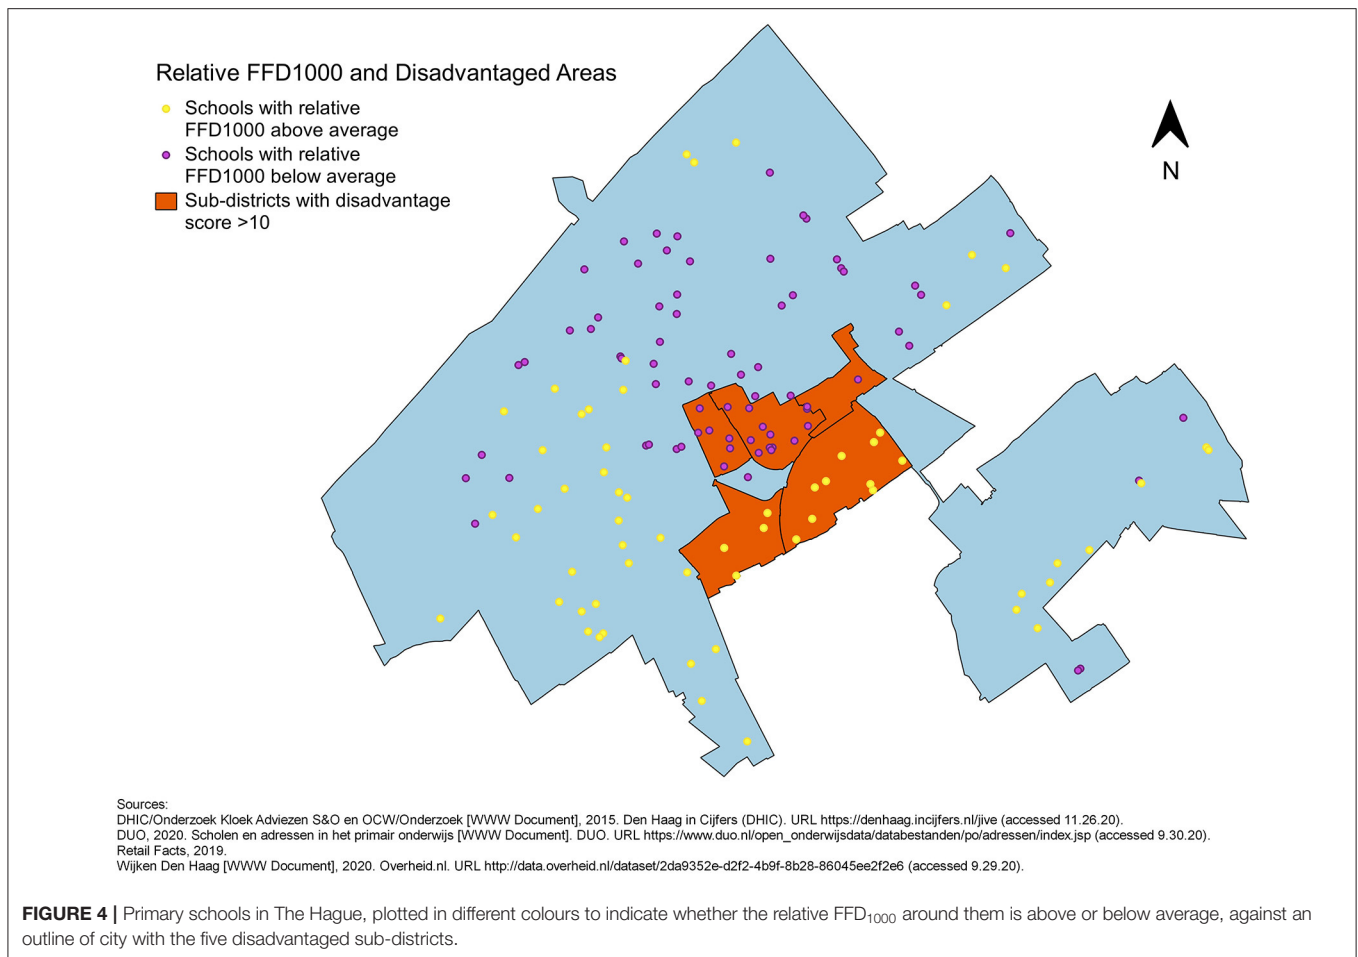 Relative FFD1000 and Disadvantaged Areas
Schools with relative
FFD1000 above average
Schools with relative
FFD1000 below average
Sub-districts with disadvantage
score >10
N
Sources:
DHIC/Onderzoek Kloek Adviezen S&O en OCW/Onderzoek [WWW Document], 2015. Den Haag in Cijfers (DHIC). URL https://denhaag.incijfers.nl/jive (accessed 11.26.20).
DUO, 2020. Scholen en adressen in het primair onderwijs [WWW Document]. DUO. URL https://www.duo.nl/open_onderwijsdata/databestanden/po/adressen/index.jsp (accessed 9.30.20).
Retail Facts, 2019.
Wijken Den Haag [WWW Document], 2020. Overheid.nl. URL http://data.overheid.nl/dataset/2da9352e-d2f2-4b9f-8b28-86045ee2f2e6 (accessed 9.29.20).
FIGURE 4 | Primary schools in The Hague, plotted in different colours to indicate whether the relative FFD1000 around them is above or below average, against an
outline of city with the five disadvantaged sub-districts.